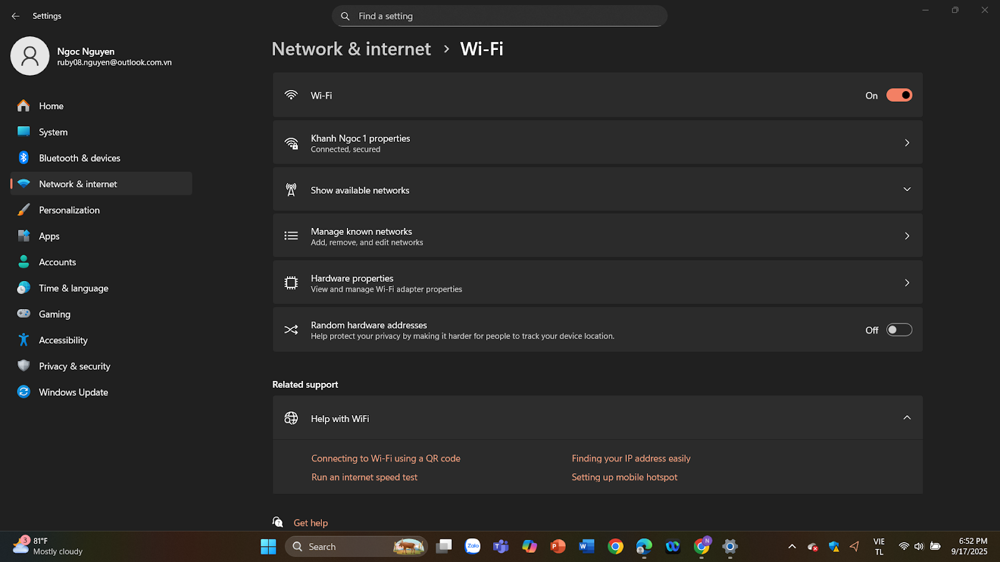 Settings
Find a setting
Ngoc Nguyen
ruby08.nguyen@outlook.com.vn
Home
System
Bluetooth & devices
Network & internet
Personalization
Apps
Accounts
Time & language
Gaming
Accessibility
Privacy & security
Windows Update
Network & internet > Wi-Fi
Wi-Fi
On
Khanh Ngoc 1 properties
Connected, secured
Show available networks
Manage known networks
Add, remove, and edit networks
Hardware properties
View and manage Wi-Fi adapter properties
Random hardware addresses
Help protect your privacy by making it harder for people to track your device location.
Off
Related support
Help with WiFi
Connecting to Wi-Fi using a QR code
Finding your IP address easily
Run an internet speed test
Setting up mobile hotspot
Get help
3
81°F
Mostly cloudy
Search
Zalo
T
P
W
N
VIE
TL
6:52 PM
9/17/2025